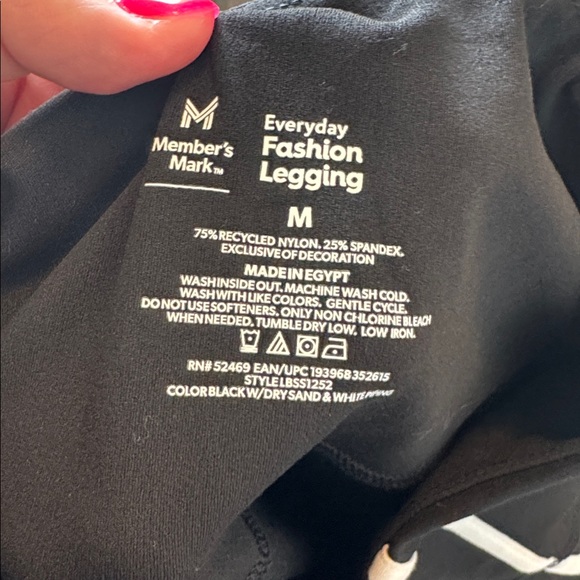 Member's
Mark™
Everyday
Fashion
Legging
M
75% RECYCLED NYLON. 25% SPANDEX.
EXCLUSIVE OF DECORATION
MADE IN EGYPT
WASH INSIDE OUT. MACHINE WASH COLD.
WASH WITH LIKE COLORS. GENTLE CYCLE.
DO NOT USE SOFTENERS. ONLY NON CHLORINE BLEACH
WHEN NEEDED. TUMBLE DRY LOW. LOW IRON.
RN# 52469 EAN/UPC 193968352615
STYLE LBSS1252
COLOR BLACK W/DRY SAND & WHITE PIPING